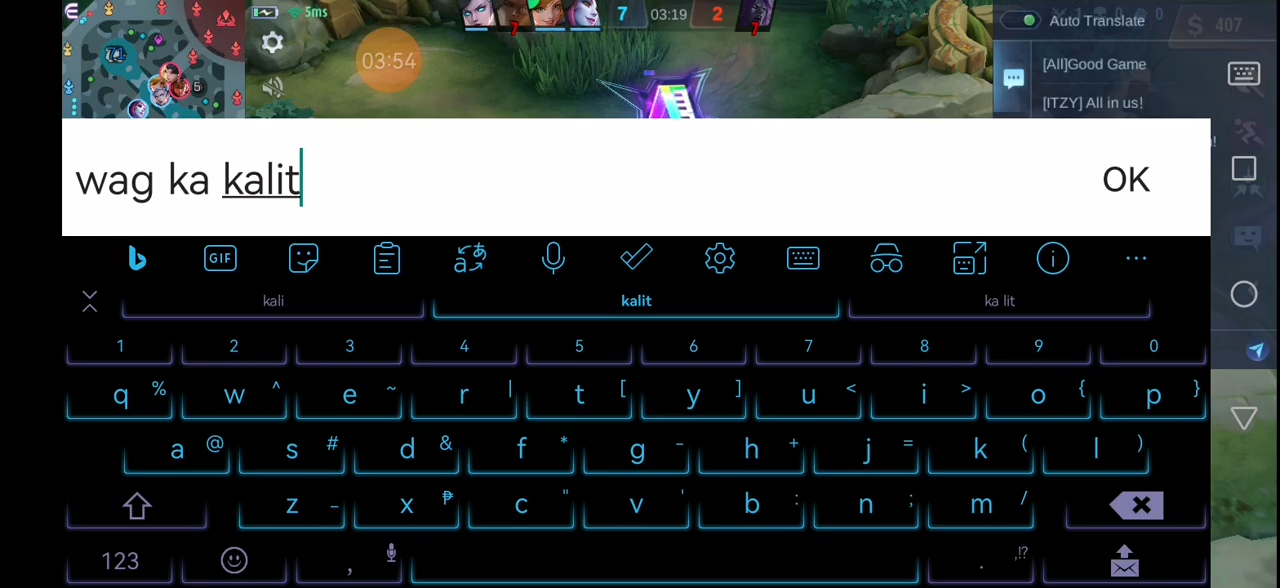 5ms
7 03:19 2
03:54
5
Auto Translate
$ 407
[All]Good Game
[ITZY] All in us!
wag ka kalit
OK
GIF
kali kalit ka lit
1 2 3 4 5 6 7 8 9 0
q % w ^ e ~ r | t [ y ] u < i > o { p }
a @ s # d & f * g - h + j = k ( l )
z _ x ₱ c " v ' b : n ; m /
123 , . ,!?